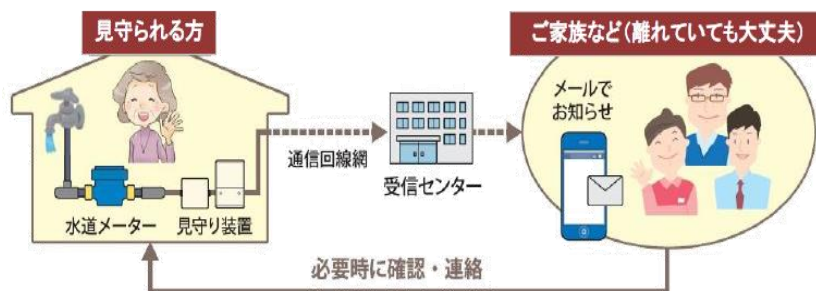 見守られる方
ご家族など(離れていても大丈夫)
メールで
お知らせ
通信回線網
受信センター
水道メーター
見守り装置
必要時に確認・連絡